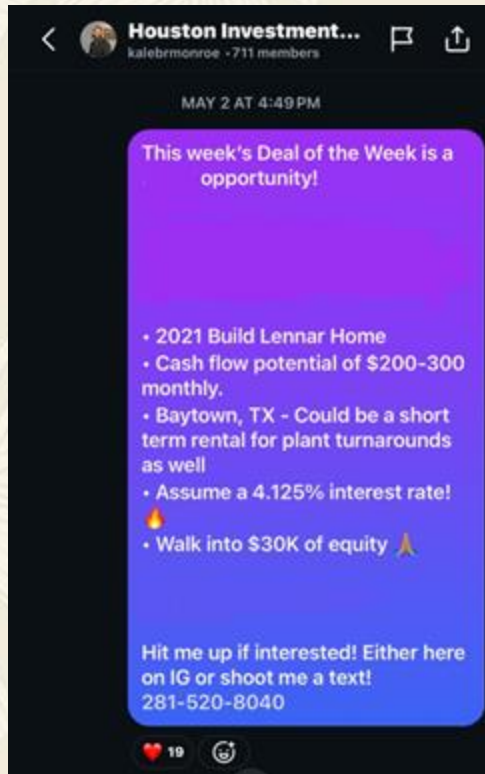 Houston Investment...
kalebrmonroe • 711 members
MAY 2 AT 4:49 PM
This week's Deal of the Week is a
opportunity!
• 2021 Build Lennar Home
• Cash flow potential of $200-300
monthly.
• Baytown, TX - Could be a short
term rental for plant turnarounds
as well
• Assume a 4.125% interest rate!
🔥
• Walk into $30K of equity 🙏🏽
Hit me up if interested! Either here
on IG or shoot me a text!
281-520-8040
❤️ 19